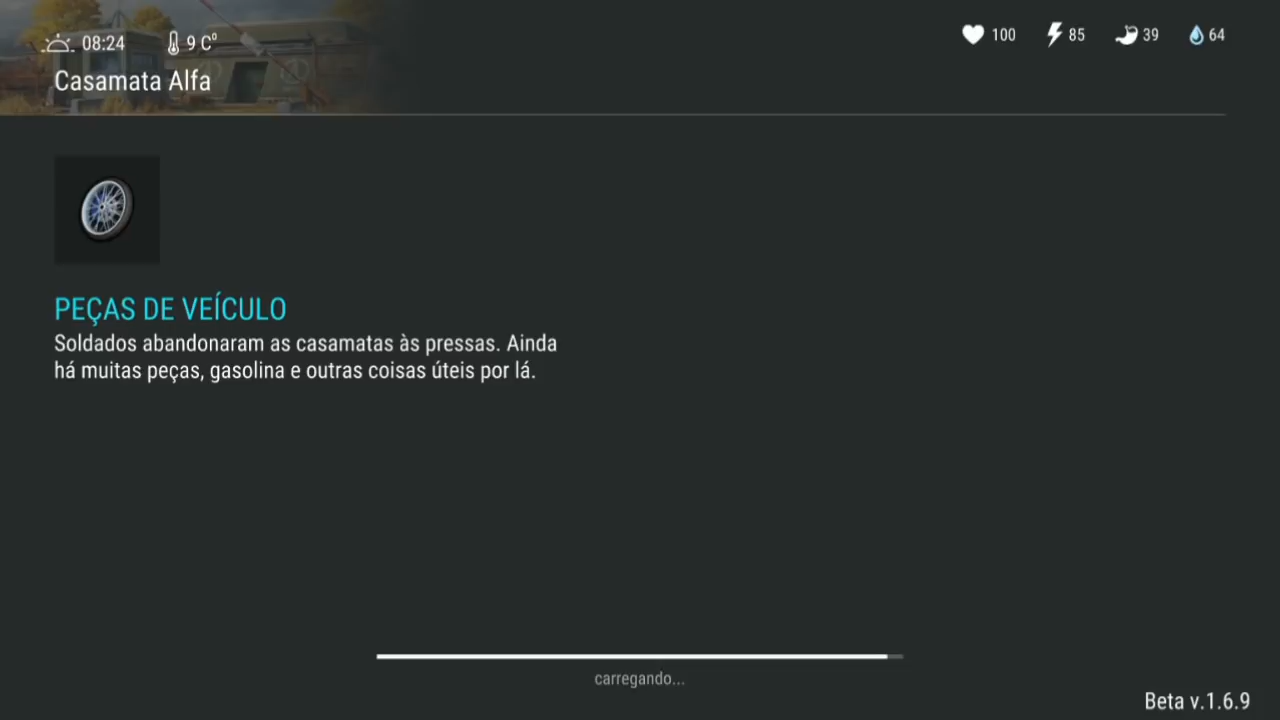 08:24 9 Cº
100 85 39 64
Casamata Alfa
PEÇAS DE VEÍCULO
Soldados abandonaram as casamatas às pressas. Ainda
há muitas peças, gasolina e outras coisas úteis por lá.
carregando...
Beta v.1.6.9